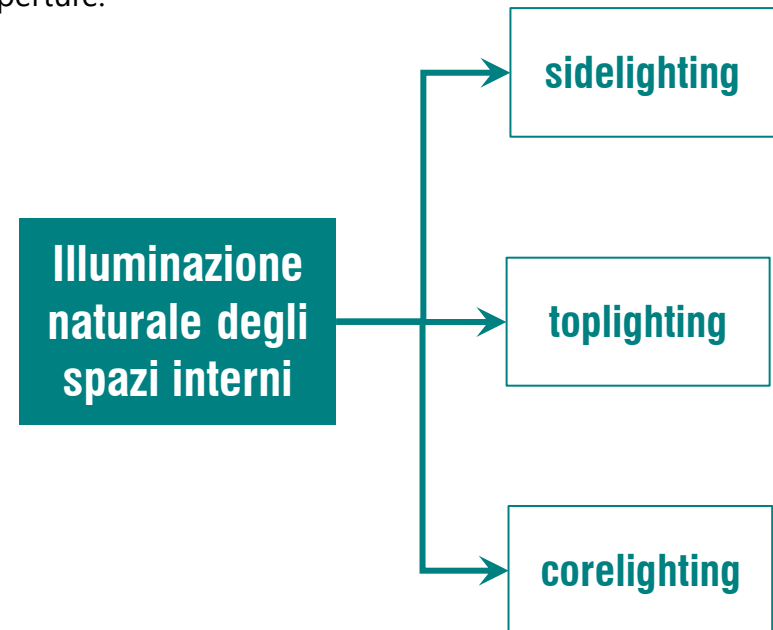 sidelighting
Illuminazione
naturale degli
spazi interni
toplighting
corelighting